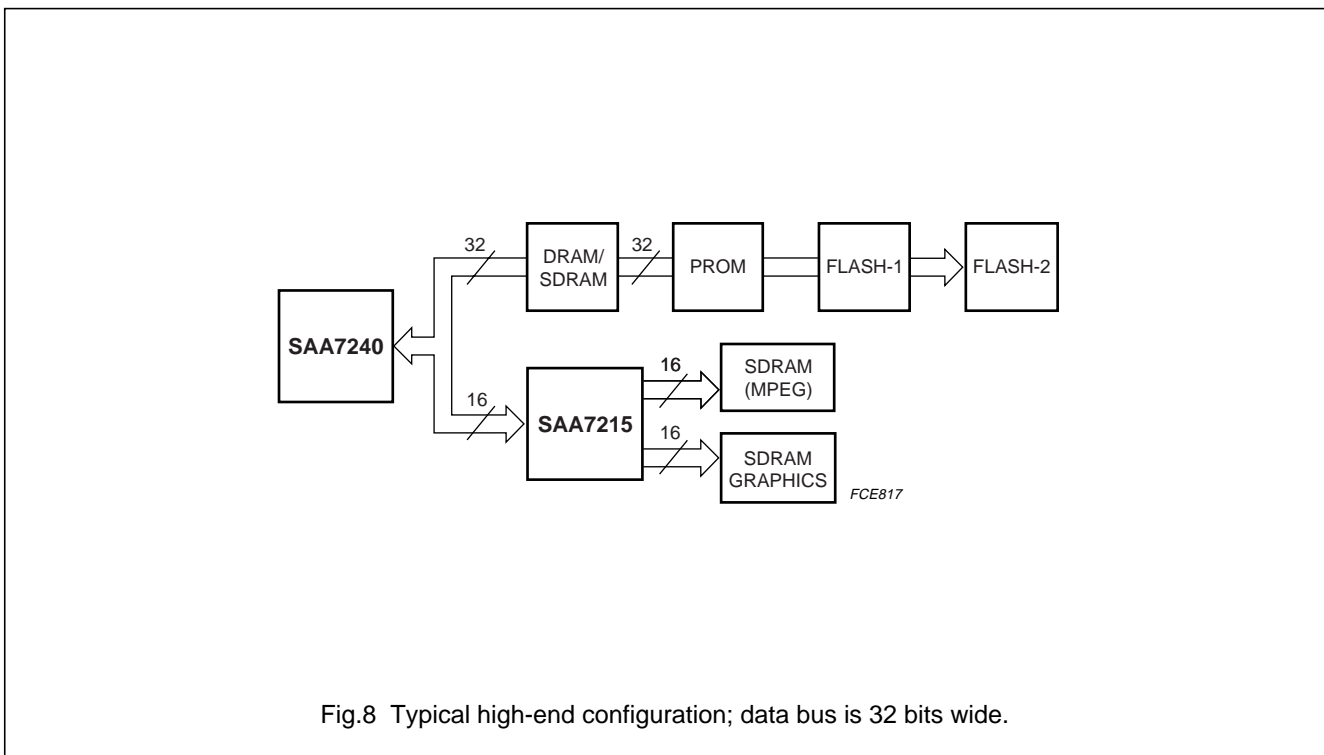 32
DRAM/
SDRAM
32
PROM
FLASH-1
FLASH-2
SAA7240
16
SAA7215
16
SDRAM
(MPEG)
16
SDRAM
GRAPHICS
FCE817
Fig.8 Typical high-end configuration; data bus is 32 bits wide.